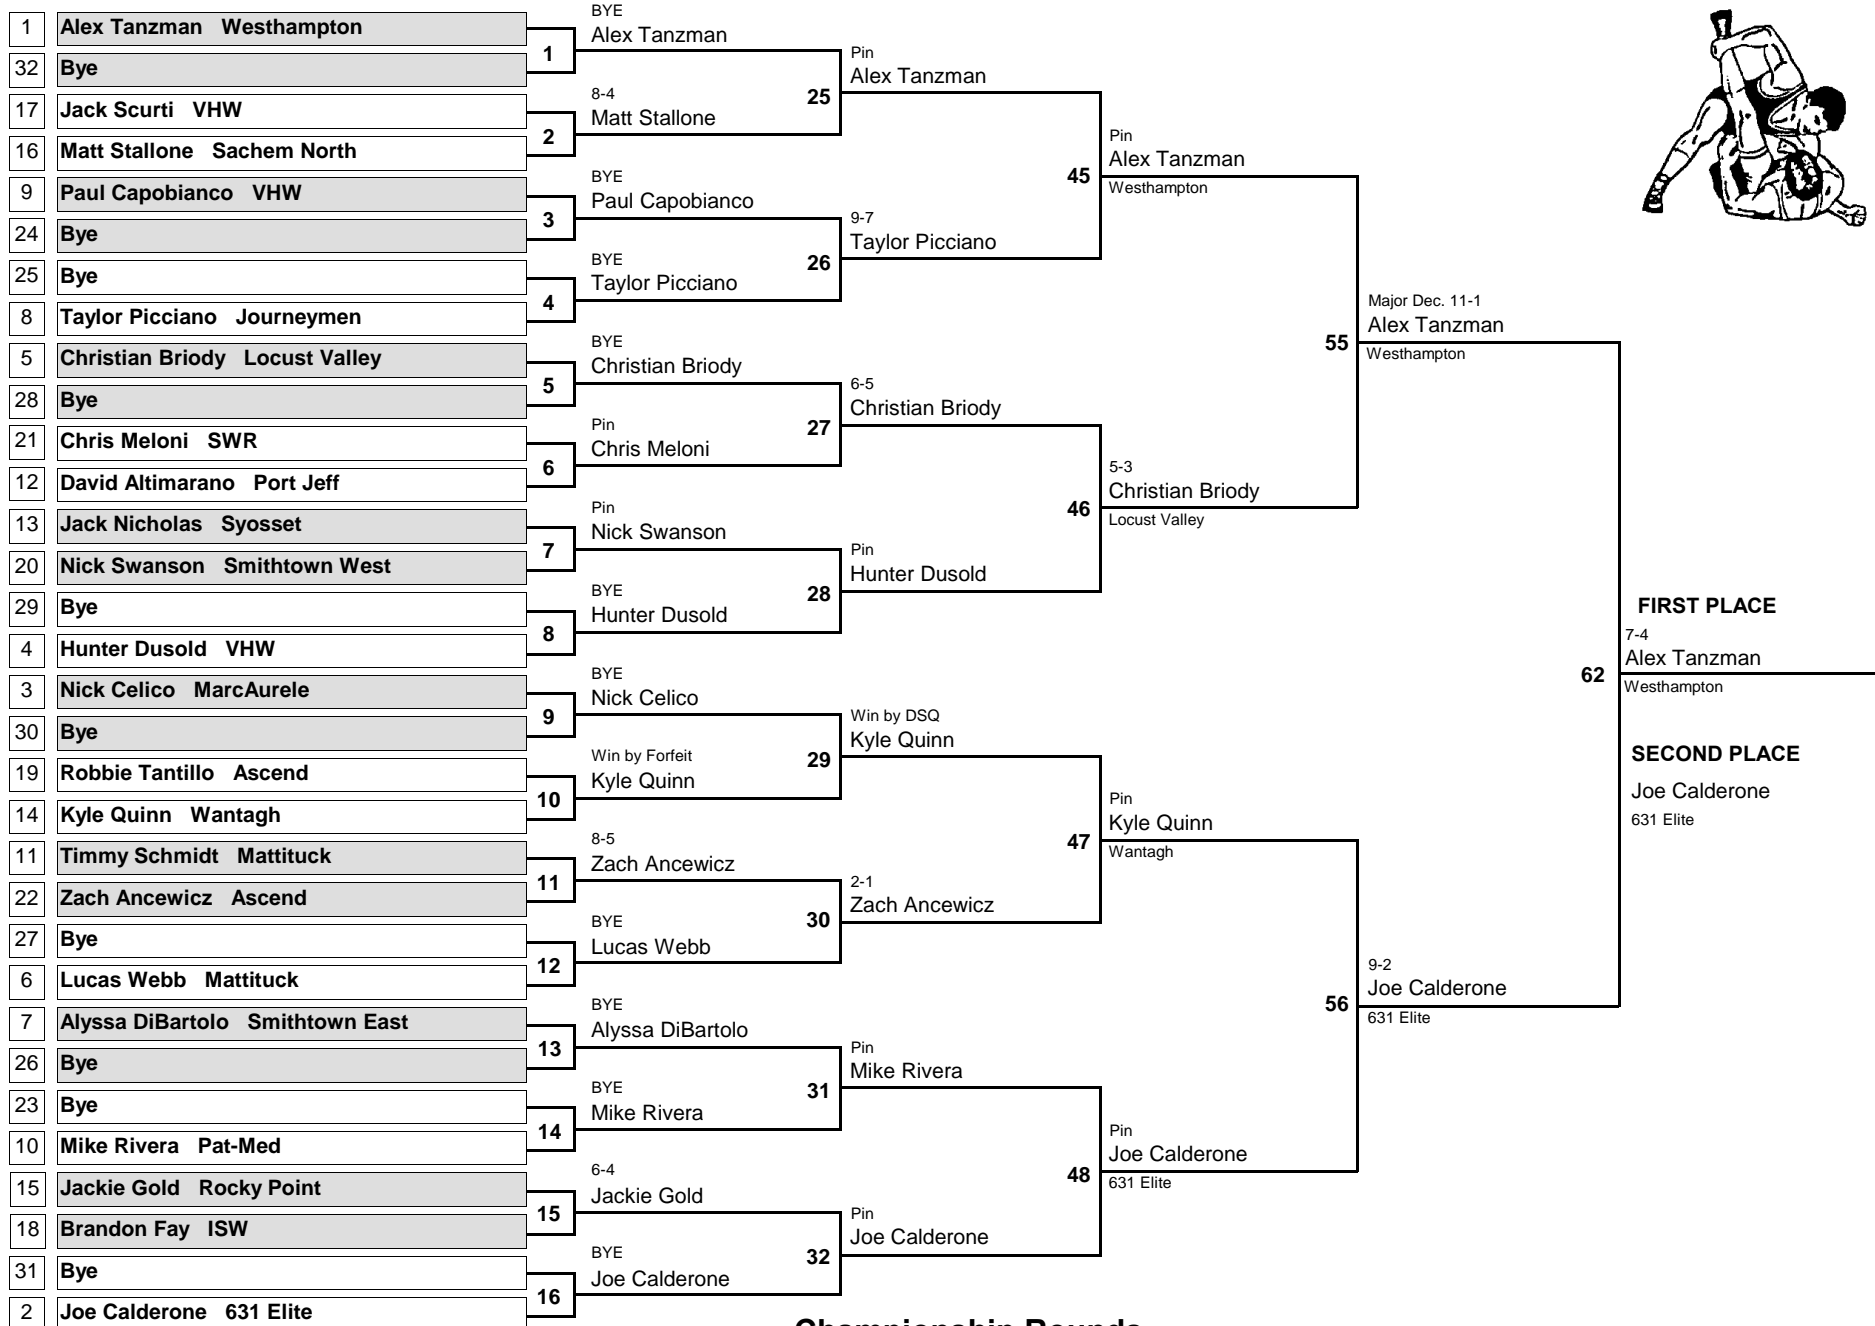 1 Alex Tanzman Westhampton
32 Bye
17 Jack Scurti VHW
16 Matt Stallone Sachem North
9 Paul Capobianco VHW
24 Bye
25 Bye
8 Taylor Picciano Journeymen
5 Christian Briody Locust Valley
28 Bye
21 Chris Meloni SWR
12 David Altimarano Port Jeff
13 Jack Nicholas Syosset
20 Nick Swanson Smithtown West
29 Bye
4 Hunter Dusold VHW
3 Nick Celico MarcAurele
30 Bye
19 Robbie Tantillo Ascend
14 Kyle Quinn Wantagh
11 Timmy Schmidt Mattituck
22 Zach Ancewicz Ascend
27 Bye
6 Lucas Webb Mattituck
7 Alyssa DiBartolo Smithtown East
26 Bye
23 Bye
10 Mike Rivera Pat-Med
15 Jackie Gold Rocky Point
18 Brandon Fay ISW
31 Bye
2 Joe Calderone 631 Elite
1
2
3
4
5
6
7
8
9
10
11
12
13
14
15
16
BYE
Alex Tanzman
8-4
Matt Stallone
BYE
Paul Capobianco
BYE
Taylor Picciano
BYE
Christian Briody
Pin
Chris Meloni
Pin
Nick Swanson
BYE
Hunter Dusold
BYE
Nick Celico
Win by Forfeit
Kyle Quinn
8-5
Zach Ancewicz
BYE
Lucas Webb
BYE
Alyssa DiBartolo
BYE
Mike Rivera
6-4
Jackie Gold
BYE
Joe Calderone
25
26
27
28
29
30
31
32
Pin
Alex Tanzman
9-7
Taylor Picciano
6-5
Christian Briody
Pin
Hunter Dusold
Win by DSQ
Kyle Quinn
2-1
Zach Ancewicz
Pin
Mike Rivera
Pin
Joe Calderone
45
46
47
48
Pin
Alex Tanzman
Westhampton
5-3
Christian Briody
Locust Valley
Pin
Kyle Quinn
Wantagh
Pin
Joe Calderone
631 Elite
55
56
Major Dec. 11-1
Alex Tanzman
Westhampton
9-2
Joe Calderone
631 Elite
62
FIRST PLACE
7-4
Alex Tanzman
Westhampton
SECOND PLACE
Joe Calderone
631 Elite
Championship Rounds